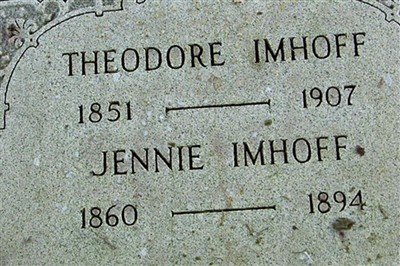 THEODORE IMHOFF
1851 — 1907
JENNIE IMHOFF
1860 — 1894